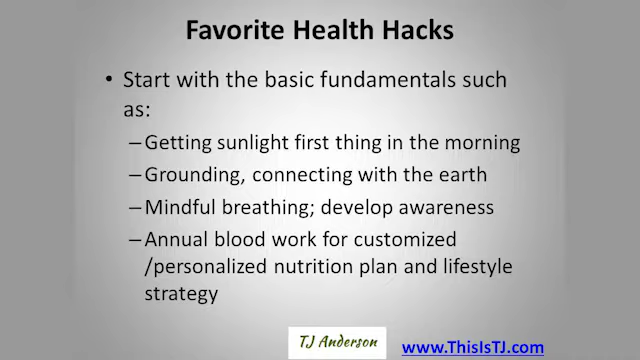 Favorite Health Hacks
• Start with the basic fundamentals such
as:
–Getting sunlight first thing in the morning
–Grounding, connecting with the earth
–Mindful breathing; develop awareness
–Annual blood work for customized
/personalized nutrition plan and lifestyle
strategy
TJ Anderson
www.ThisIsTJ.com